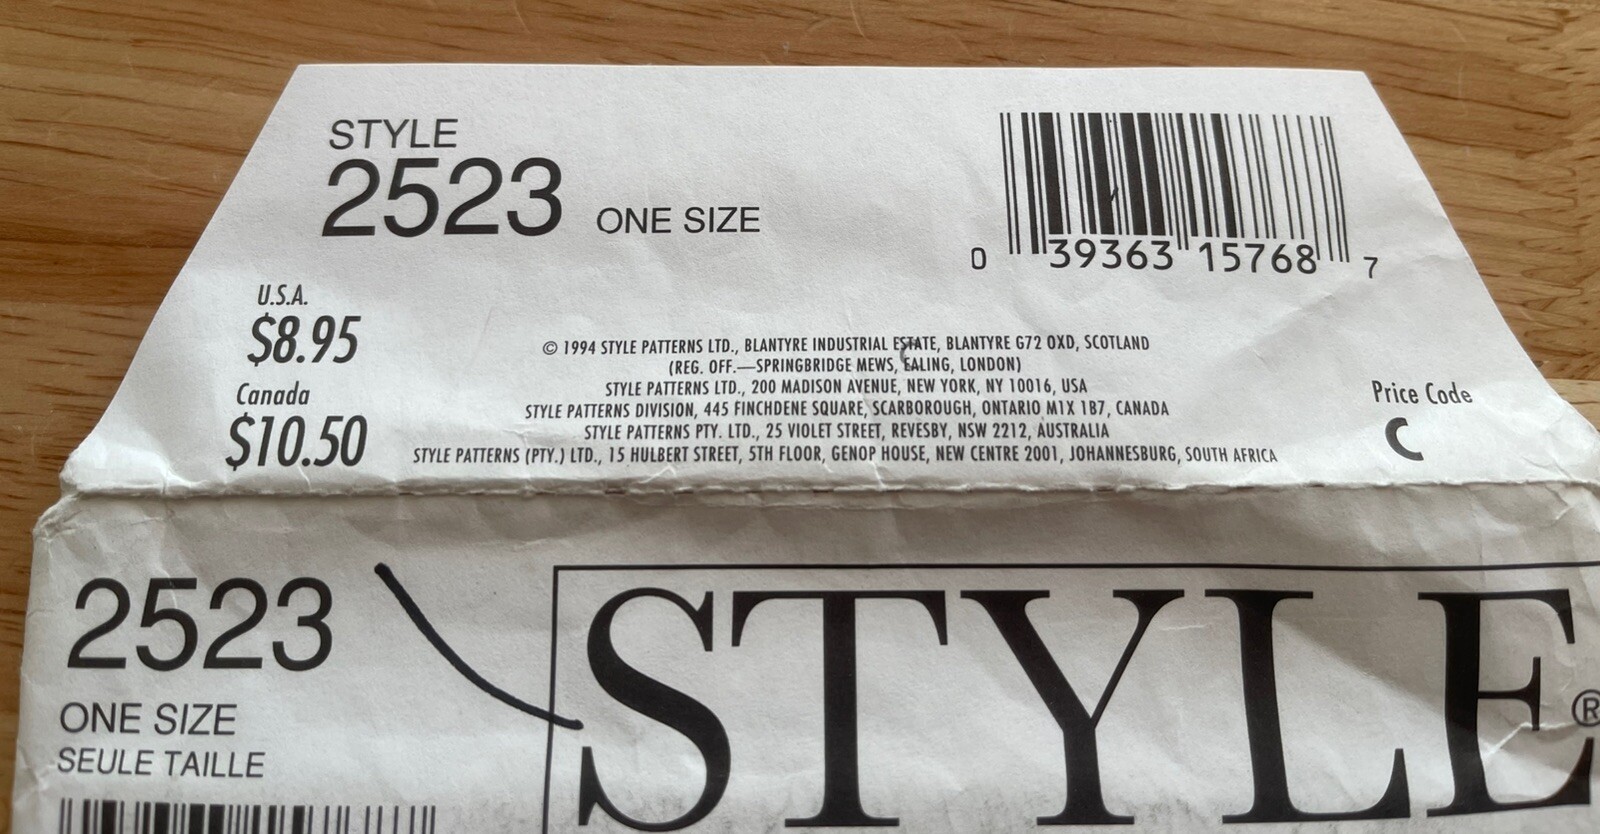 STYLE
2523 ONE SIZE
0 39363 15768 7
U.S.A.
$8.95
Canada
$10.50
© 1994 STYLE PATTERNS LTD., BLANTYRE INDUSTRIAL ESTATE, BLANTYRE G72 OXD, SCOTLAND
(REG. OFF.—SPRINGBRIDGE MEWS, EALING, LONDON)
STYLE PATTERNS LTD., 200 MADISON AVENUE, NEW YORK, NY 10016, USA
STYLE PATTERNS DIVISION, 445 FINCHDENE SQUARE, SCARBOROUGH, ONTARIO M1X 1B7, CANADA
STYLE PATTERNS PTY. LTD., 25 VIOLET STREET, REVESBY, NSW 2212, AUSTRALIA
STYLE PATTERNS (PTY.) LTD., 15 HULBERT STREET, 5TH FLOOR, GENOP HOUSE, NEW CENTRE 2001, JOHANNESBURG, SOUTH AFRICA
Price Code
C
2523
ONE SIZE
SEULE TAILLE
STYLE®